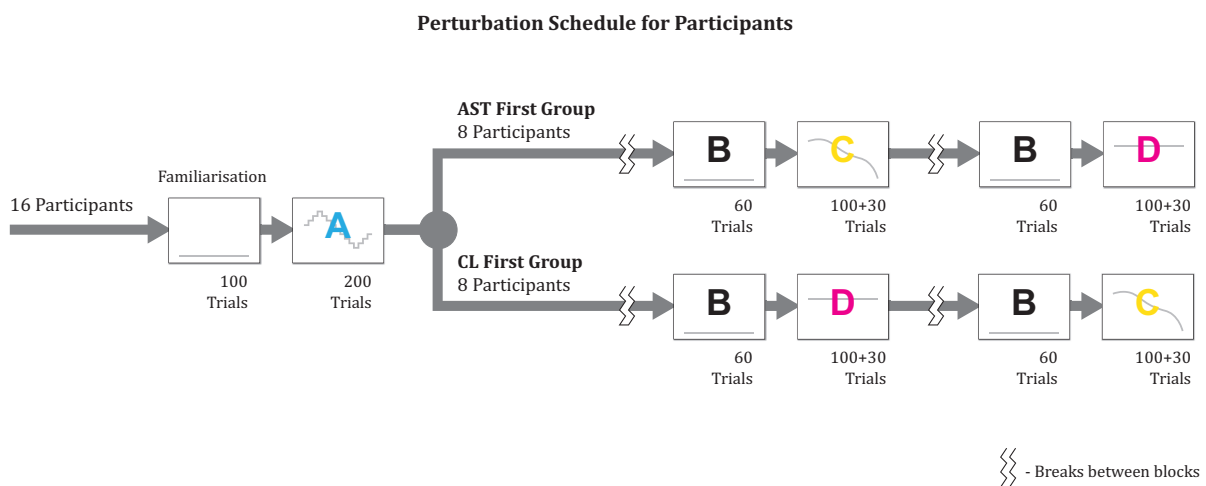 Perturbation Schedule for Participants
16 Participants
Familiarisation
100
Trials
A
200
Trials
AST First Group
8 Participants
B
60
Trials
C
100+30
Trials
B
60
Trials
D
100+30
Trials
CL First Group
8 Participants
B
60
Trials
D
100+30
Trials
B
60
Trials
C
100+30
Trials
- Breaks between blocks